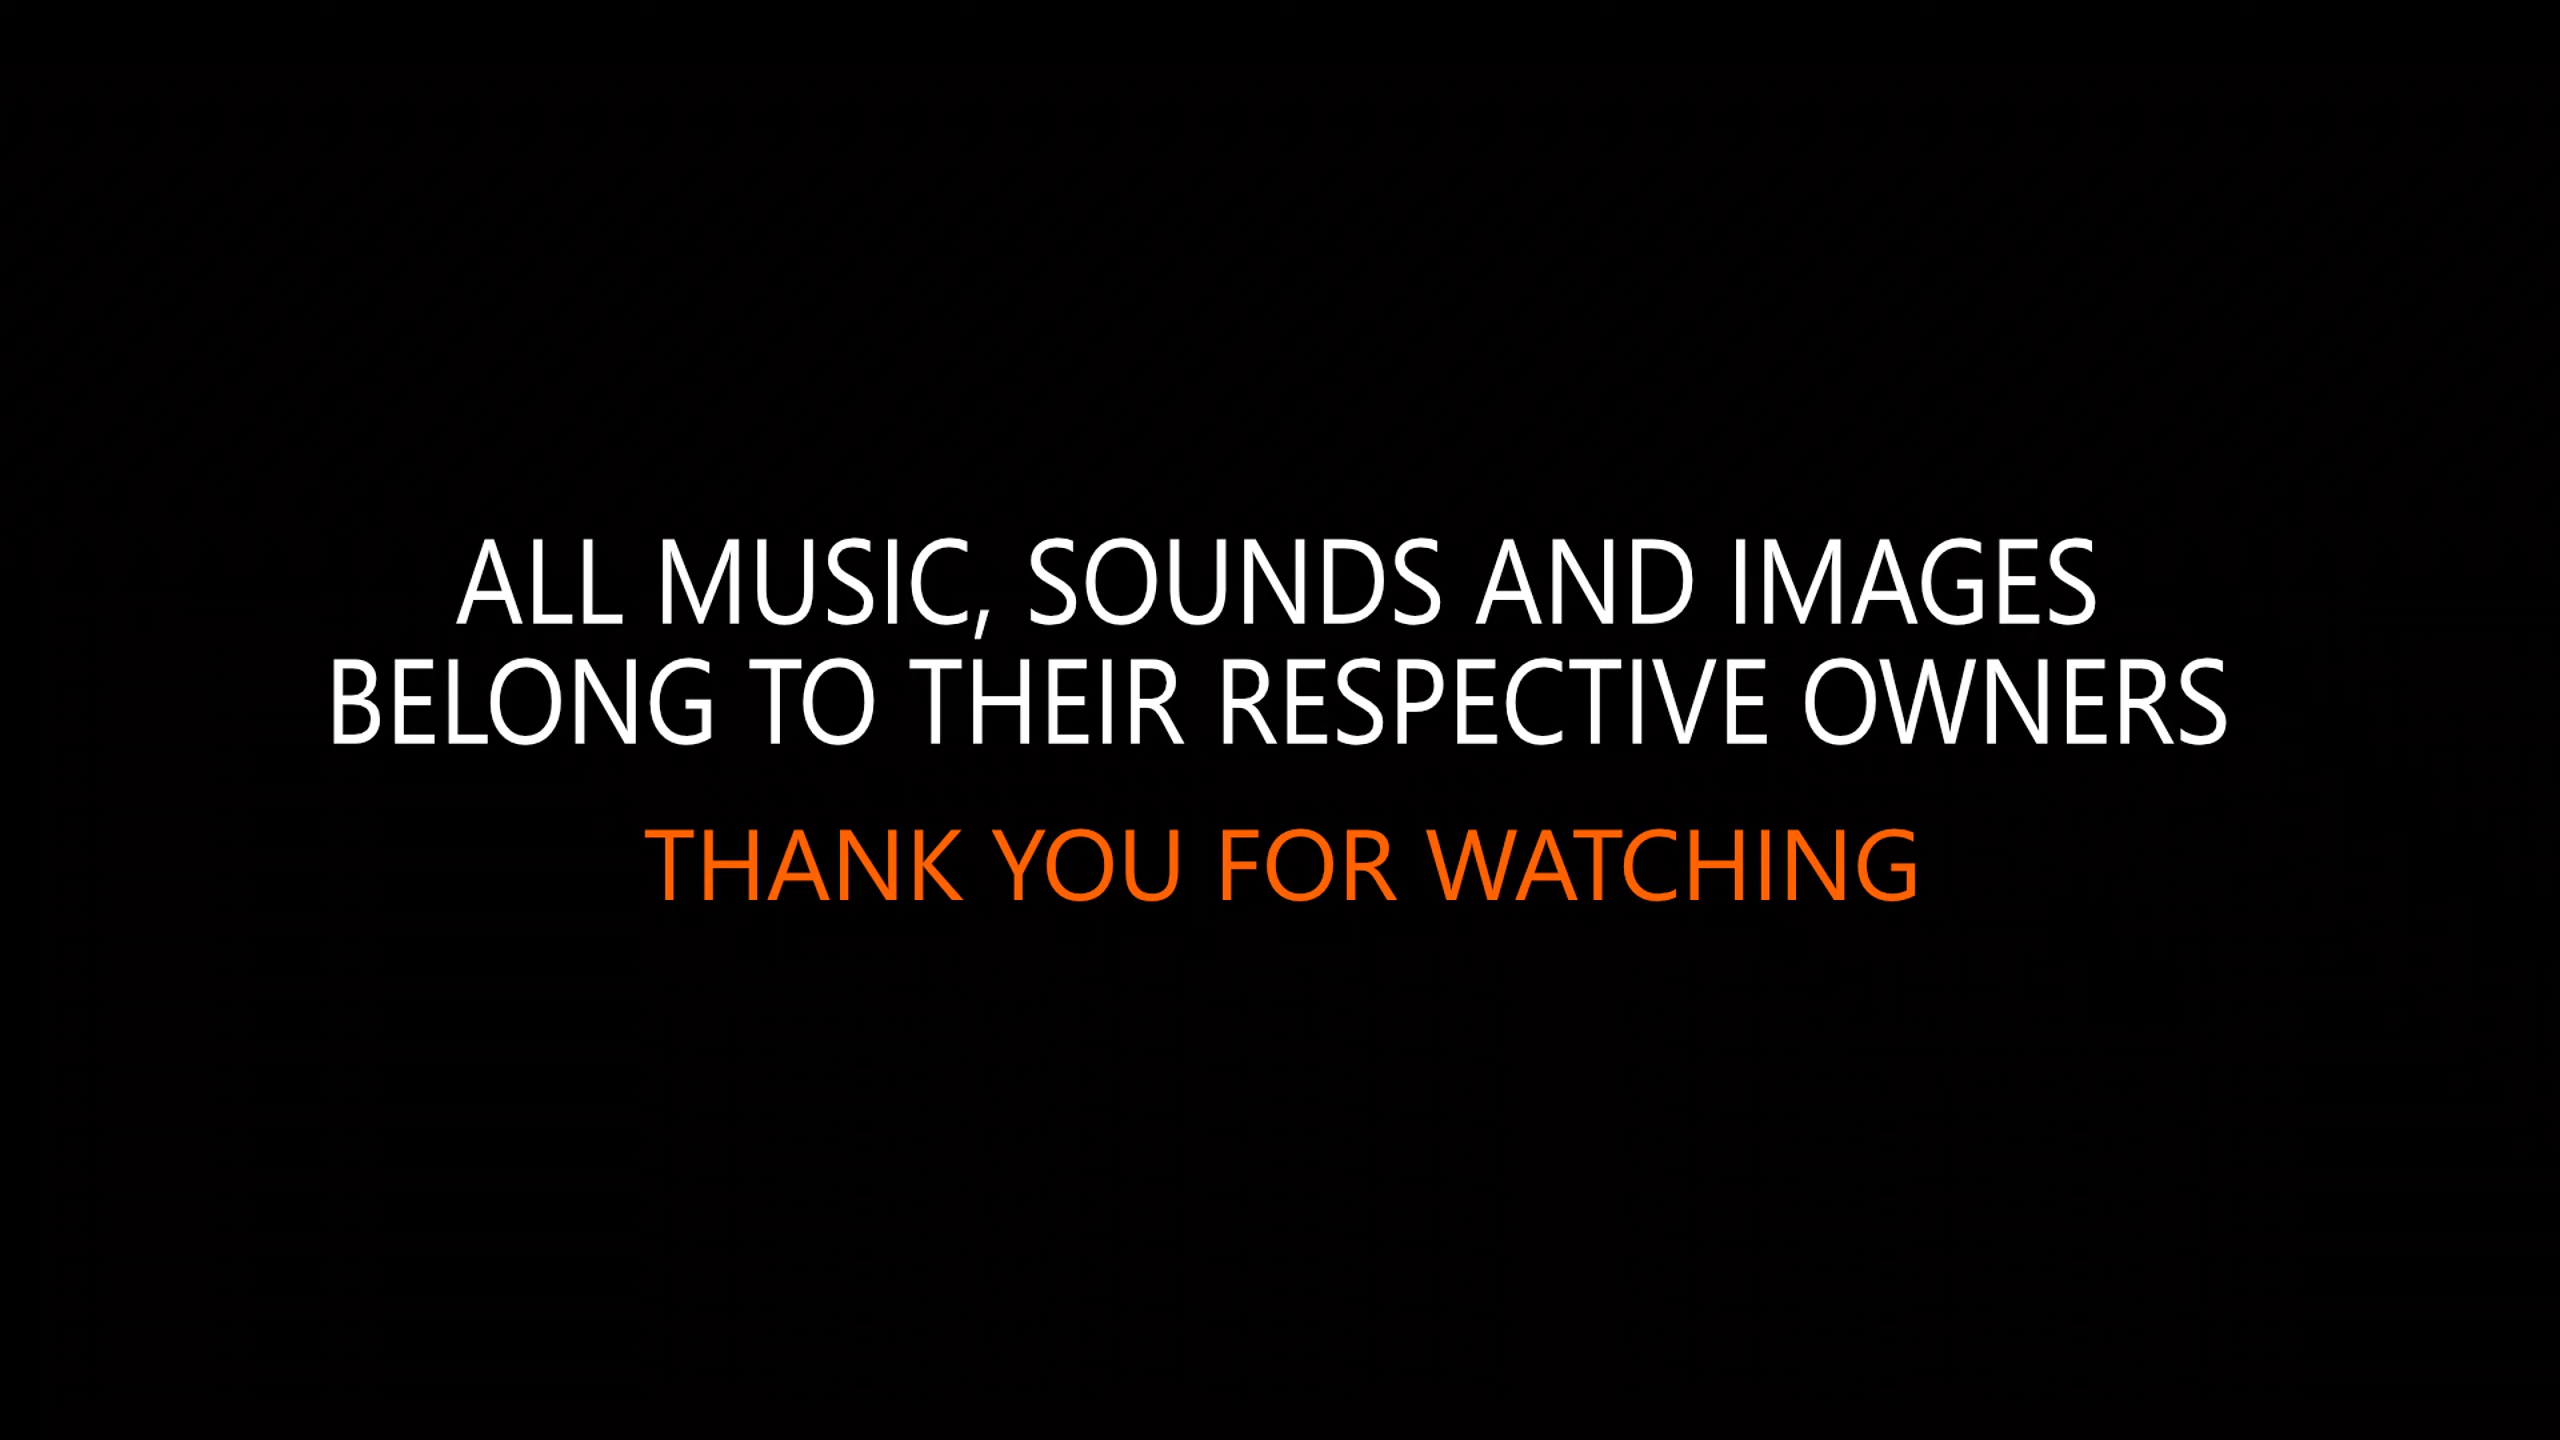 ALL MUSIC, SOUNDS AND IMAGES
BELONG TO THEIR RESPECTIVE OWNERS
THANK YOU FOR WATCHING